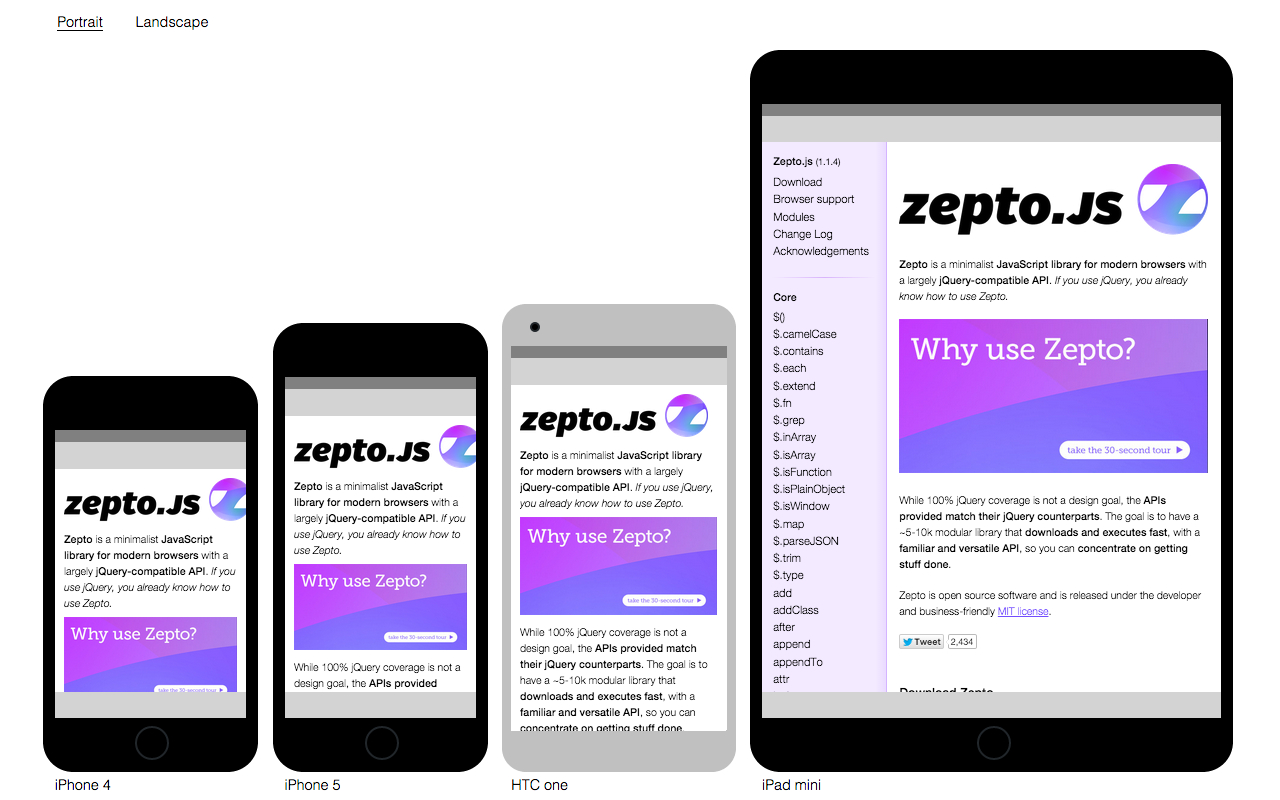 Portrait Landscape
zepto.JS
Zepto is a minimalist JavaScript
library for modern browsers with a
largely jQuery-compatible API. If you
use jQuery, you already know how to
use Zepto.
Why use Zepto?
take the 30-second tour
iPhone 4
zepto.JS
Zepto is a minimalist JavaScript
library for modern browsers with a
largely jQuery-compatible API. If you
use jQuery, you already know how to
use Zepto.
Why use Zepto?
take the 30-second tour
While 100% jQuery coverage is not a
design goal, the APIs provided
iPhone 5
zepto.JS
Zepto is a minimalist JavaScript library
for modern browsers with a largely
jQuery-compatible API. If you use jQuery,
you already know how to use Zepto.
Why use Zepto?
take the 30-second tour
While 100% jQuery coverage is not a
design goal, the APIs provided match
their jQuery counterparts. The goal is to
have a ~5-10k modular library that
downloads and executes fast, with a
familiar and versatile API, so you can
concentrate on getting stuff done.
HTC one
Zepto.js (1.1.4)
Download
Browser support
Modules
Change Log
Acknowledgements
Core
$()
$.camelCase
$.contains
$.each
$.extend
$.fn
$.grep
$.inArray
$.isArray
$.isFunction
$.isPlainObject
$.isWindow
$.map
$.parseJSON
$.trim
$.type
add
addClass
after
append
appendTo
attr
zepto.JS
Zepto is a minimalist JavaScript library for modern browsers with
a largely jQuery-compatible API. If you use jQuery, you already
know how to use Zepto.
Why use Zepto?
take the 30-second tour
While 100% jQuery coverage is not a design goal, the APIs
provided match their jQuery counterparts. The goal is to have a
~5-10k modular library that downloads and executes fast, with a
familiar and versatile API, so you can concentrate on getting
stuff done.
Zepto is open source software and is released under the developer
and business-friendly MIT license.
Tweet 2,434
Download Zepto
iPad mini